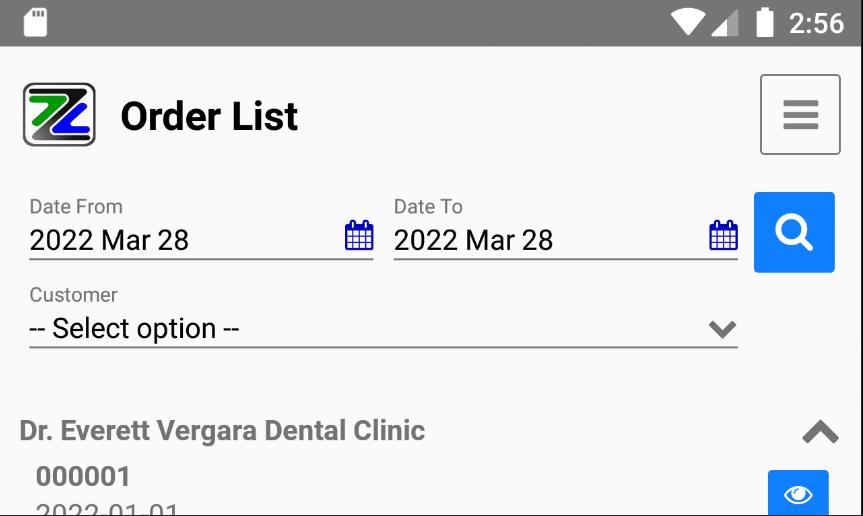 2:56
Order List
Date From
2022 Mar 28
Date To
2022 Mar 28
Customer
-- Select option --
Dr. Everett Vergara Dental Clinic
000001
2022-01-01